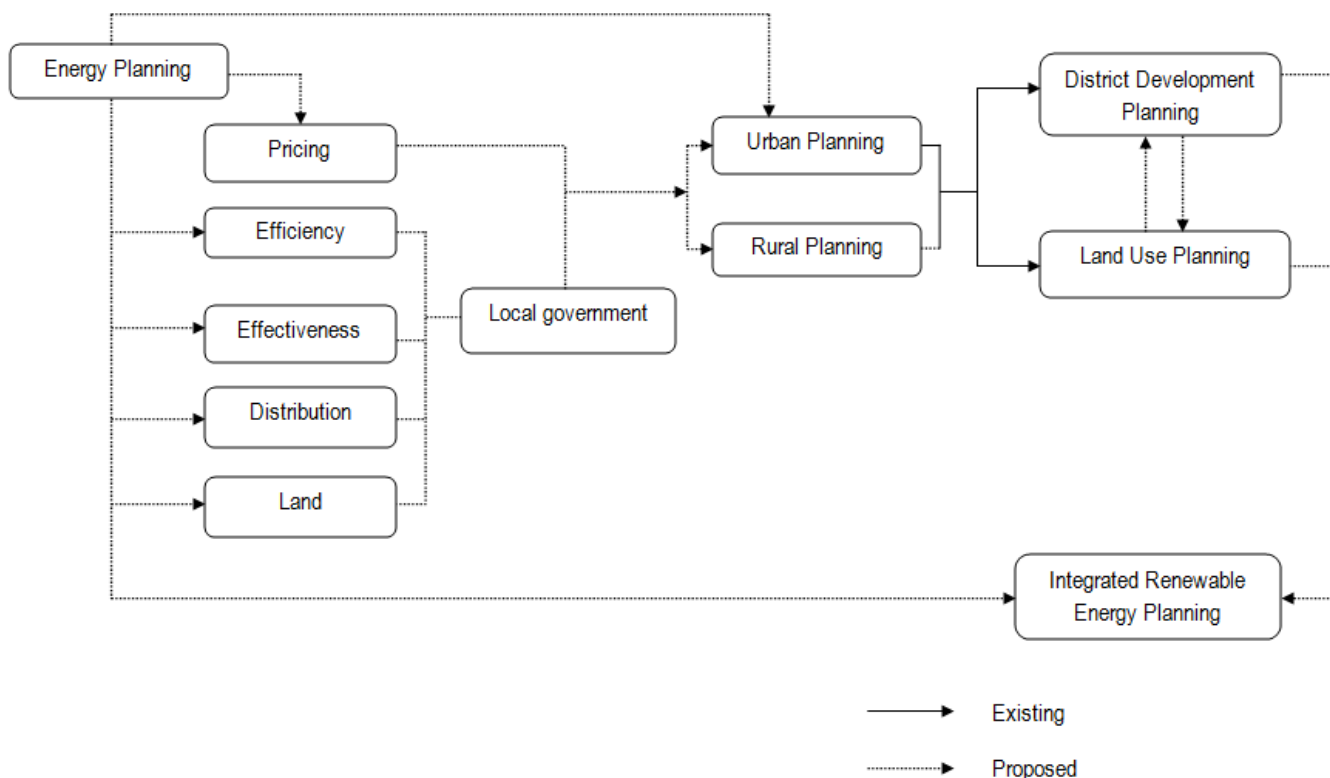 Energy Planning
Pricing
Efficiency
Effectiveness
Distribution
Land
Local government
Urban Planning
Rural Planning
District Development
Planning
Land Use Planning
Integrated Renewable
Energy Planning
Existing
Proposed